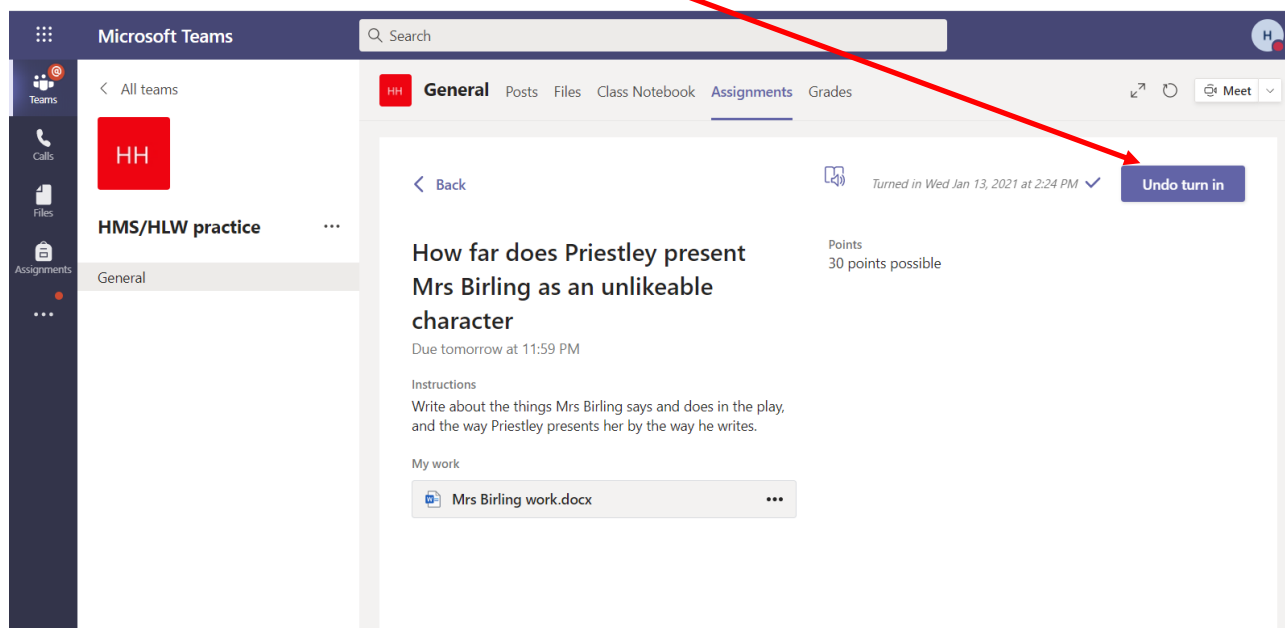 Microsoft Teams
Search
H
Teams
Calls
Files
Assignments
All teams
HH
HMS/HLW practice
General
HH General Posts Files Class Notebook Assignments Grades
Meet
Back
Turned in Wed Jan 13, 2021 at 2:24 PM
Undo turn in
How far does Priestley present
Mrs Birling as an unlikeable
character
Due tomorrow at 11:59 PM
Points
30 points possible
Instructions
Write about the things Mrs Birling says and does in the play,
and the way Priestley presents her by the way he writes.
My work
Mrs Birling work.docx